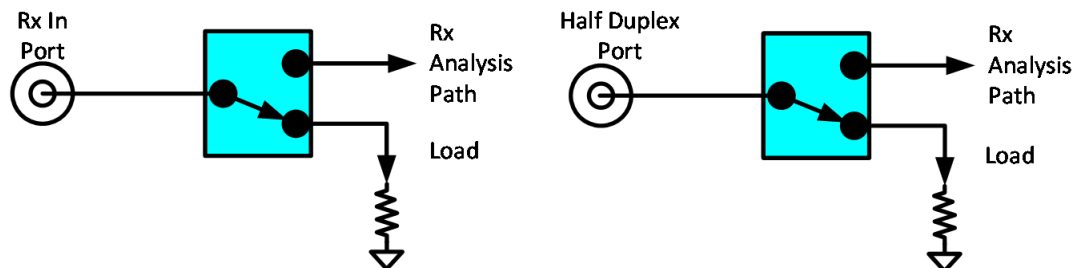 Rx In
Port
Rx
Analysis
Path
Load
Half Duplex
Port
Rx
Analysis
Path
Load